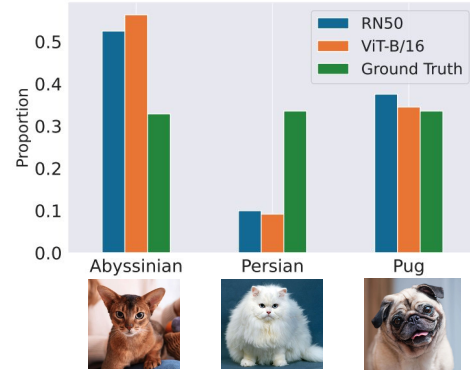 Proportion
0.5
0.4
0.3
0.2
0.1
0.0
RN50
ViT-B/16
Ground Truth
Abyssinian
Persian
Pug